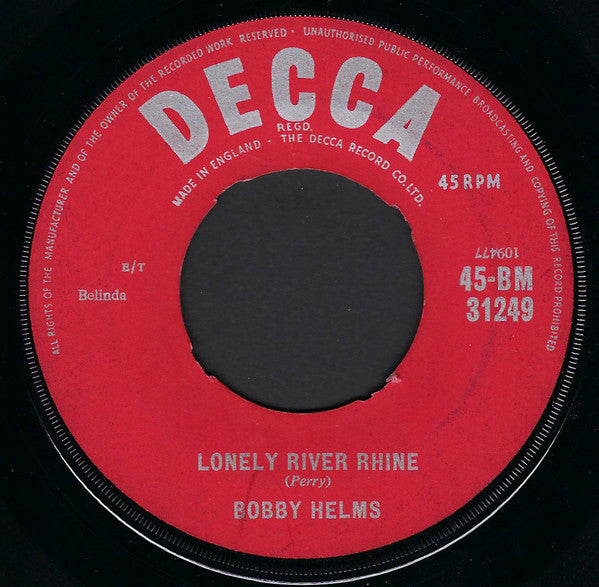 ALL RIGHTS OF THE MANUFACTURER AND OF THE OWNER OF THE RECORDED WORK RESERVED · UNAUTHORISED PUBLIC PERFORMANCE BROADCASTING AND COPYING OF THIS RECORD PROHIBITED
DECCA
REGD.
MADE IN ENGLAND · THE DECCA RECORD CO. LTD.
45 RPM
109477
E/T
Belinda
45-BM
31249
LONELY RIVER RHINE
(Perry)
BOBBY HELMS